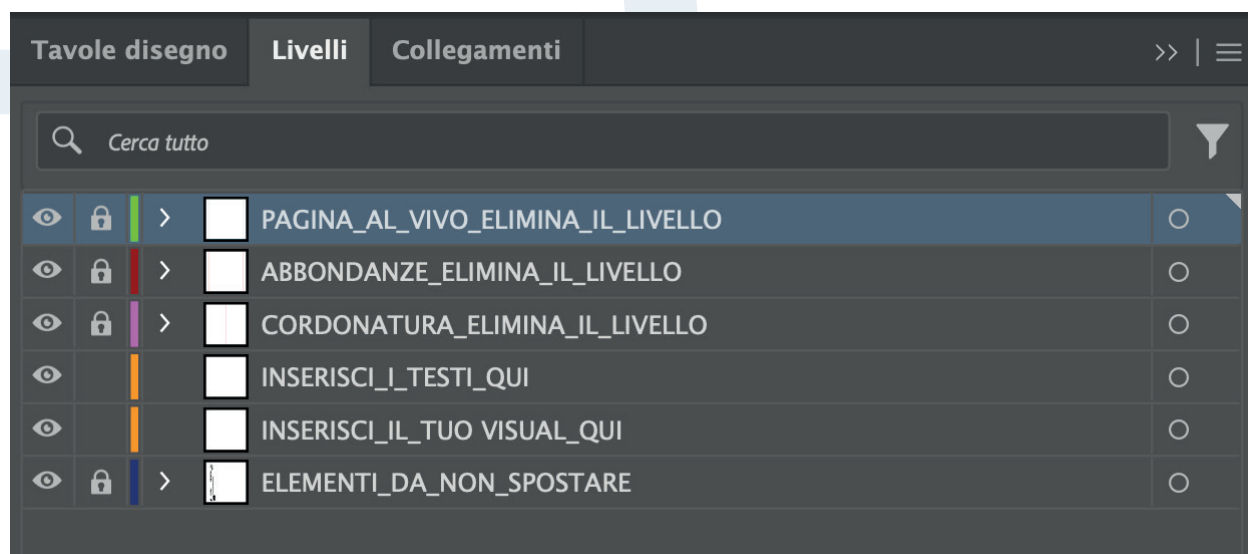 Tavole disegno Livelli Collegamenti
Cerca tutto
PAGINA_AL_VIVO_ELIMINA_IL_LIVELLO
ABBONDANZE_ELIMINA_IL_LIVELLO
CORDONATURA_ELIMINA_IL_LIVELLO
INSERISCI_I_TESTI_QUI
INSERISCI_IL_TUO VISUAL_QUI
ELEMENTI_DA_NON_SPOSTARE